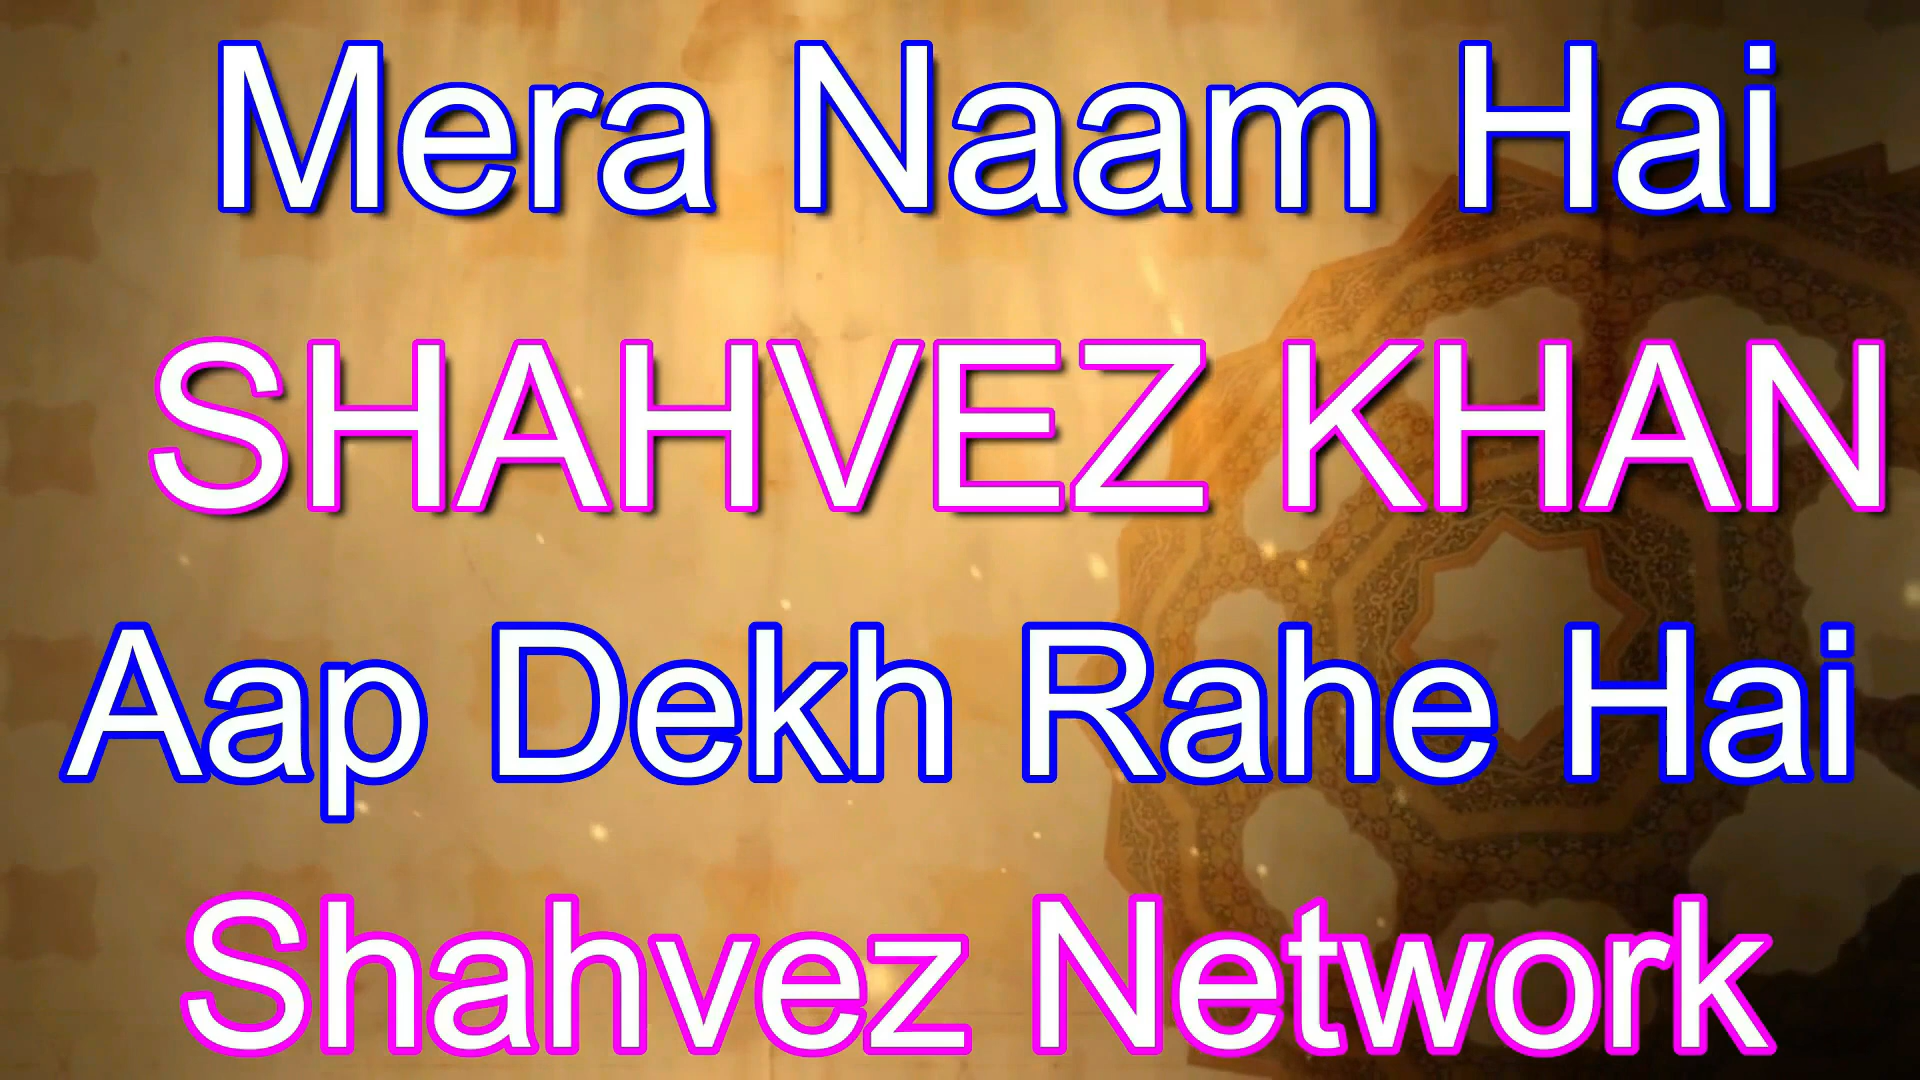 Mera Naam Hai
SHAHVEZ KHAN
Aap Dekh Rahe Hai
Shahvez Network